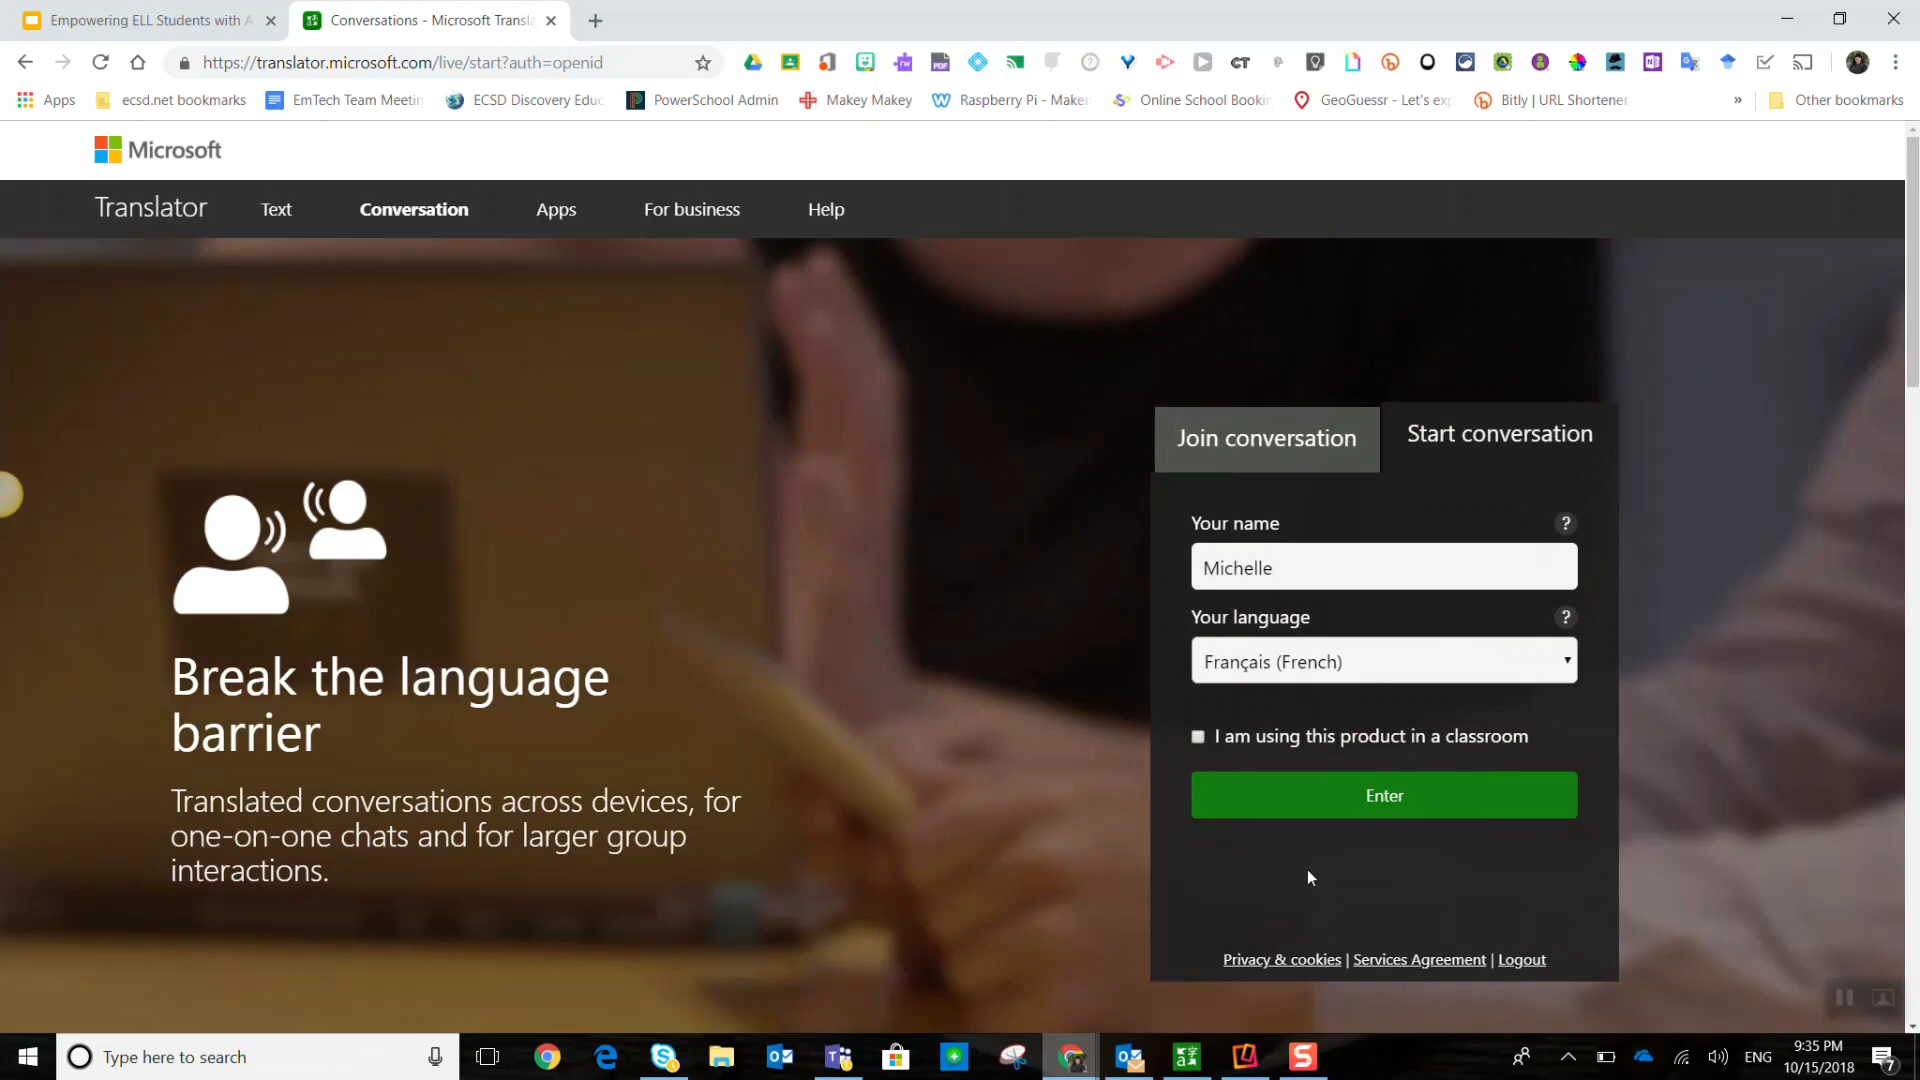 Empowering ELL Students with A
Conversations - Microsoft Transla
https://translator.microsoft.com/live/start?auth=openid
Apps
ecsd.net bookmarks
EmTech Team Meetin
ECSD Discovery Educ
PowerSchool Admin
Makey Makey
Raspberry Pi - Maker
Online School Bookin
GeoGuessr - Let's exp
Bitly | URL Shortener
»
Other bookmarks
Microsoft
Translator
Text
Conversation
Apps
For business
Help
Join conversation
Start conversation
Your name
?
Michelle
Your language
?
Français (French)
I am using this product in a classroom
Enter
Privacy & cookies | Services Agreement | Logout
Break the language
barrier
Translated conversations across devices, for
one-on-one chats and for larger group
interactions.
Type here to search
ENG
9:35 PM
10/15/2018
7